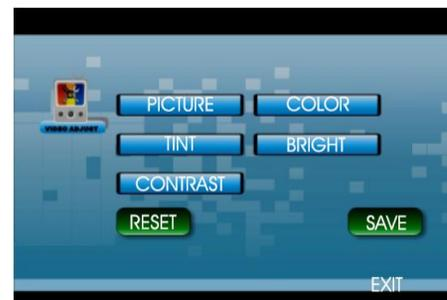 PICTURE
COLOR
VIDEO ADJUST
TINT
BRIGHT
CONTRAST
RESET
SAVE
EXIT